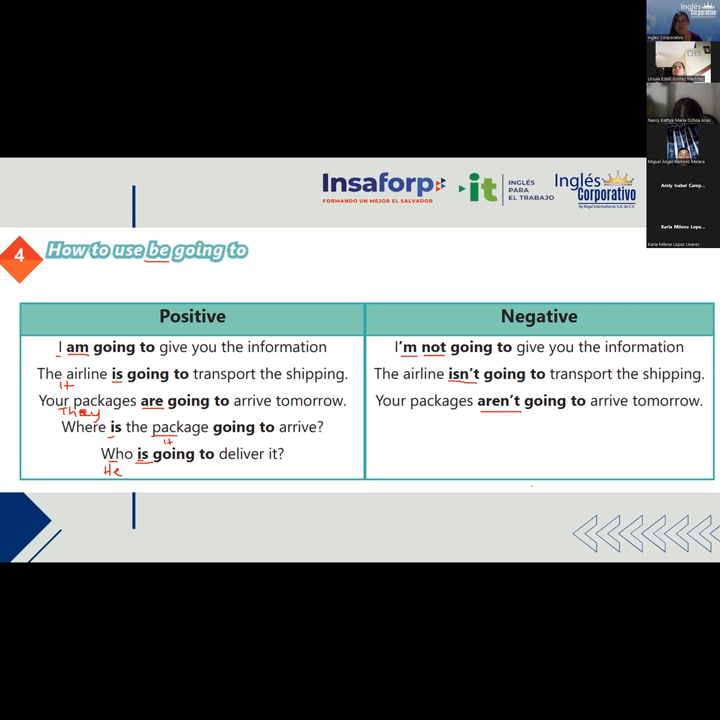 Inglés
Corporativo
Ingles Corporativo
Ursula Esteli Gomez Martinez
Nancy Kathya Maria Ochoa Arias
Miguel Angel Ramirez Melara
Arely Isabel Camp...
Karla Milena Lope...
Karla Milena Lopez Linares
Insaforp
FORMANDO UN MEJOR EL SALVADOR
it
INGLÉS
PARA
EL TRABAJO
Inglés
Corporativo
By Regal International, S.A. de C.V.
4
How to use be going to
Positive
Negative
I am going to give you the information
I'm not going to give you the information
The airline is going to transport the shipping.
It
The airline isn't going to transport the shipping.
Your packages are going to arrive tomorrow.
They
Your packages aren't going to arrive tomorrow.
Where is the package going to arrive?
it
Who is going to deliver it?
He